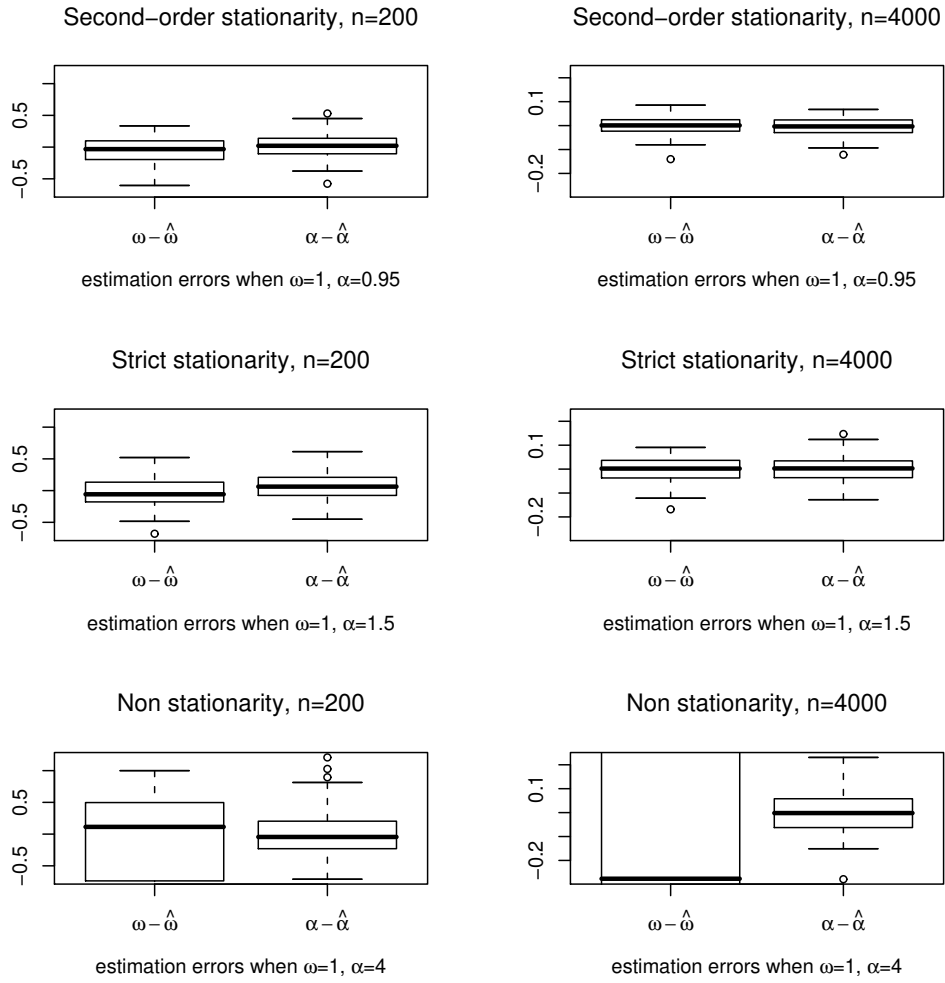 Second−order stationarity, n=200
0.5
−0.5
ω − ω̂
α − α̂
estimation errors when ω=1, α=0.95
Second−order stationarity, n=4000
0.1
−0.2
ω − ω̂
α − α̂
estimation errors when ω=1, α=0.95
Strict stationarity, n=200
0.5
−0.5
ω − ω̂
α − α̂
estimation errors when ω=1, α=1.5
Strict stationarity, n=4000
0.1
−0.2
ω − ω̂
α − α̂
estimation errors when ω=1, α=1.5
Non stationarity, n=200
0.5
−0.5
ω − ω̂
α − α̂
estimation errors when ω=1, α=4
Non stationarity, n=4000
0.1
−0.2
ω − ω̂
α − α̂
estimation errors when ω=1, α=4